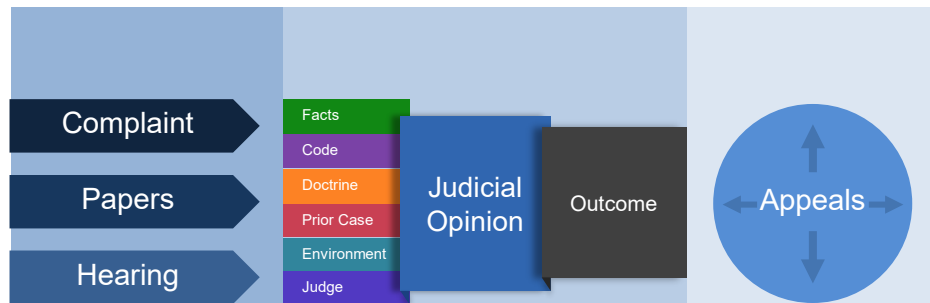 Complaint
Papers
Hearing
Facts
Code
Doctrine
Prior Case
Environment
Judge
Judicial
Opinion
Outcome
Appeals